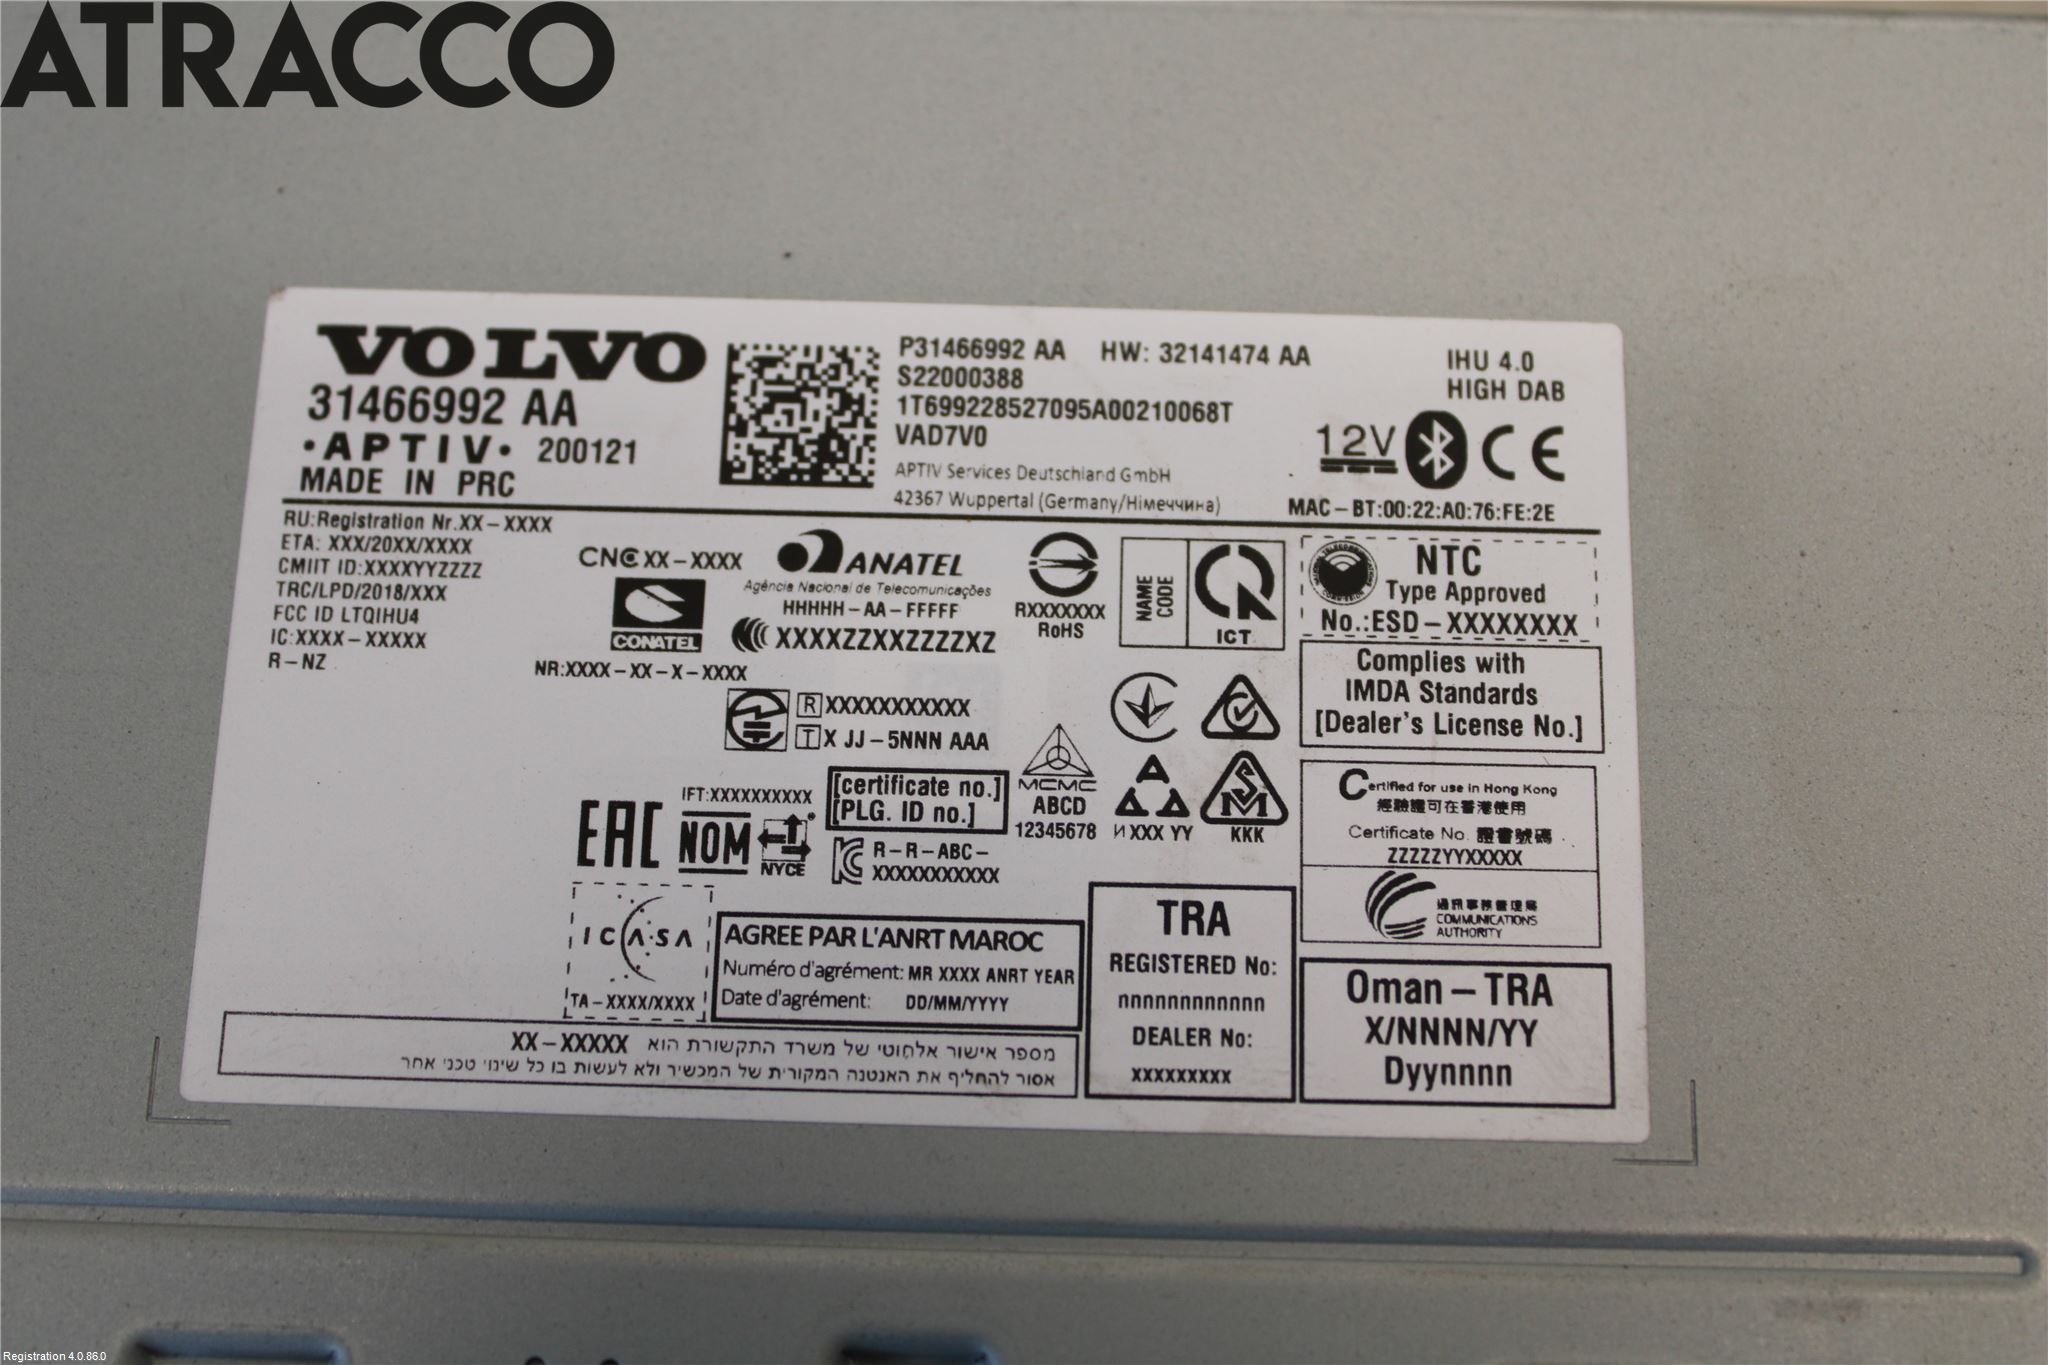 ATRACCO
VOLVO
31466992 AA
•APTIV• 200121
MADE IN PRC
P31466992 AA HW: 32141474 AA
S22000388
1T699228527095A00210068T
VAD7V0
APTIV Services Deutschland GmbH
42367 Wuppertal (Germany/Німеччина)
IHU 4.0
HIGH DAB
12V
CE
MAC-BT:00:22:A0:76:FE:2E
RU:Registration Nr.XX-XXXX
ETA: XXX/20XX/XXXX
CMIIT ID:XXXXYYZZZZ
TRC/LPD/2018/XXX
FCC ID LTQIHU4
IC:XXXX-XXXXX
R-NZ
CNC XX-XXXX
CONATEL
NR:XXXX-XX-X-XXXX
ANATEL
Agência Nacional de Telecomunicações
HHHHH-AA-FFFFF
XXXXZZXXZZZZXZ
RXXXXXXX
RoHS
NAME
CODE
ICT
NTC
Type Approved
No.:ESD-XXXXXXXX
Complies with
IMDA Standards
[Dealer's License No.]
R XXXXXXXXXXX
T X JJ-5NNN AAA
MCMC
ABCD
12345678
И XXX YY
SM
KKK
IFT:XXXXXXXXXX
EAC
NOM
NYCE
[certificate no.]
[PLG. ID no.]
KC
R-R-ABC-
XXXXXXXXXXX
Certified for use in Hong Kong
經驗證可在香港使用
Certificate No. 證書號碼
ZZZZZYYXXXXX
通訊事務管理局
COMMUNICATIONS
AUTHORITY
ICASA
TA-XXXX/XXXX
AGREE PAR L'ANRT MAROC
Numéro d'agrément: MR XXXX ANRT YEAR
Date d'agrément: DD/MM/YYYY
TRA
REGISTERED No:
nnnnnnnnnnnn
DEALER No:
XXXXXXXXX
Oman-TRA
X/NNNN/YY
Dyynnnn
מספר אישור אלחוטי של משרד התקשורת הוא XX-XXXXX
אסור להחליף את האנטנה המקורית של המכשיר ולא לעשות בו כל שינוי טכני אחר
Registration 4.0.86.0